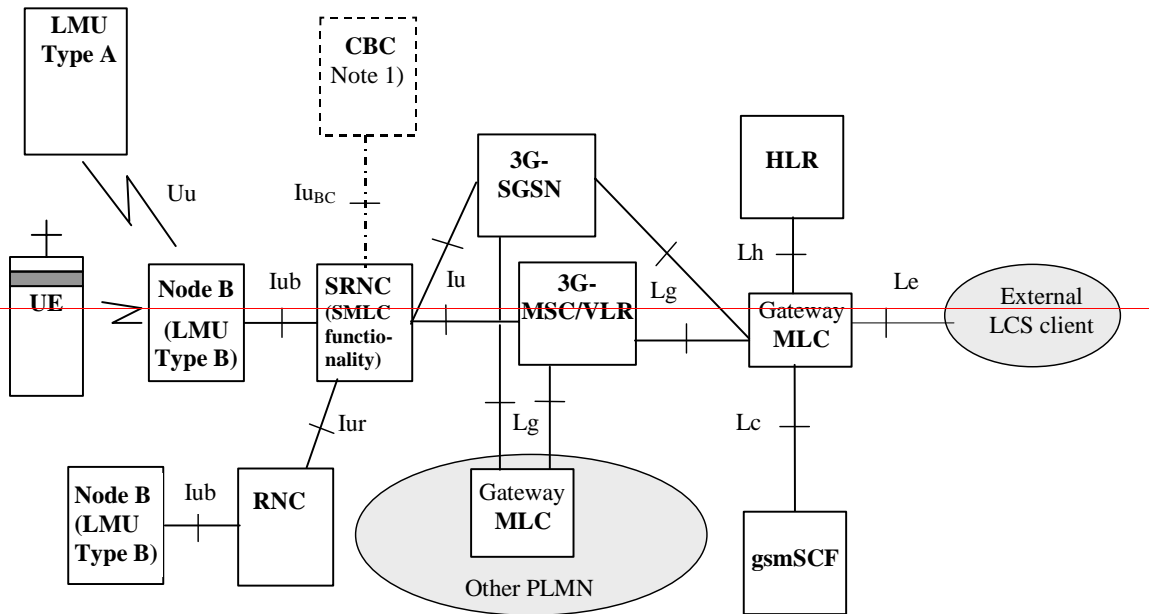 LMU
Type A
CBC
Note 1)
3G-
SGSN
HLR
Uu
Iu_BC
Lh
Node B
(LMU
Type B)
Iub
SRNC
(SMLC
functio-
nality)
Iu
3G-
MSC/VLR
Lg
Gateway
MLC
Le
External
LCS client
UE
Iur
Lg
Lc
Node B
(LMU
Type B)
Iub
RNC
Gateway
MLC
Other PLMN
gsmSCF